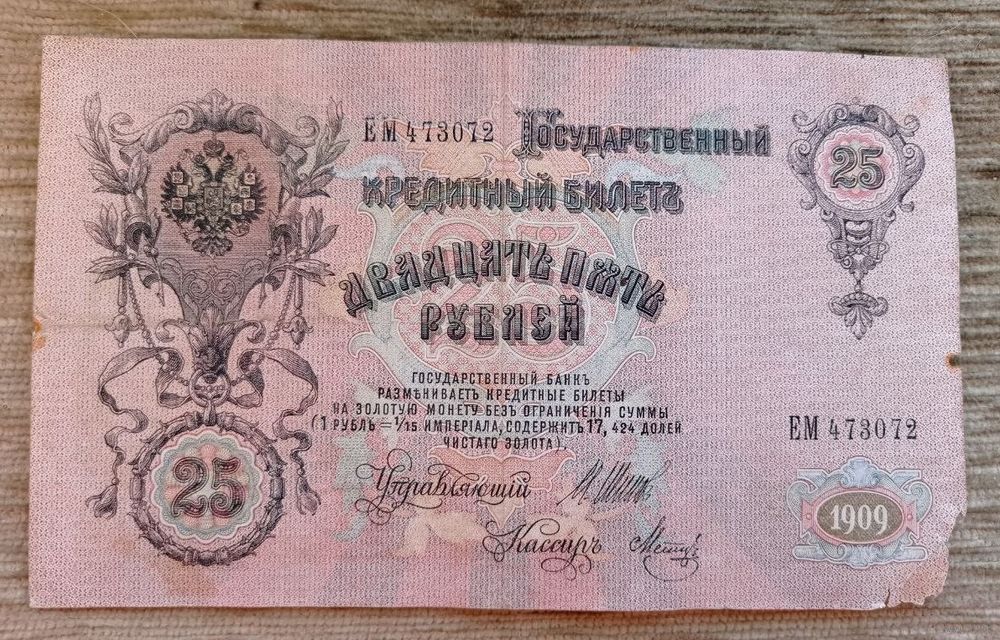 ЕМ 473072 Государственный
25
Кредитный Билетъ
Двадцать пять
рублей
25
Государственный Банкъ
размѣниваетъ кредитные билеты
на золотую монету безъ ограниченія суммы
(1 рубль = 1/15 имперіала, содержитъ 17,424 долей
чистаго золота).
ЕМ 473072
25
Управляющій
1909
Кассиръ